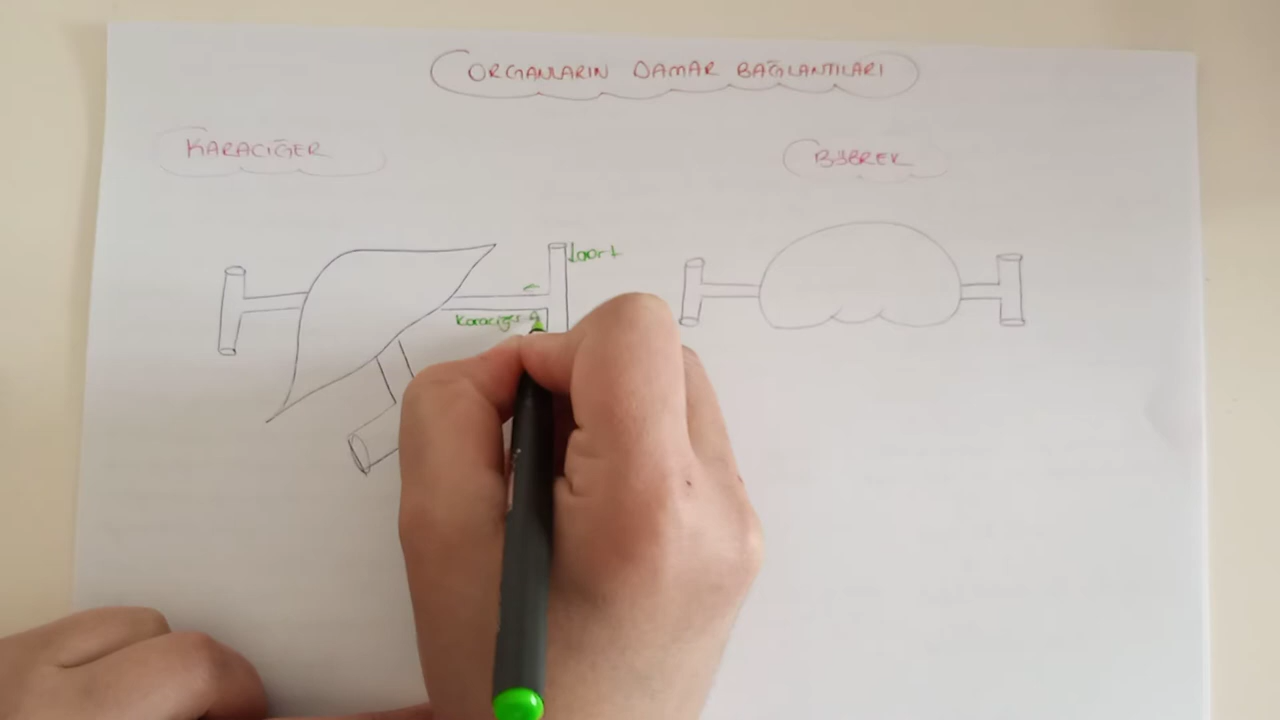 ORGANLARIN DAMAR BAĞLANTILARI
KARACİĞER
BÖBREK
↓aort
←
Karaciğer A